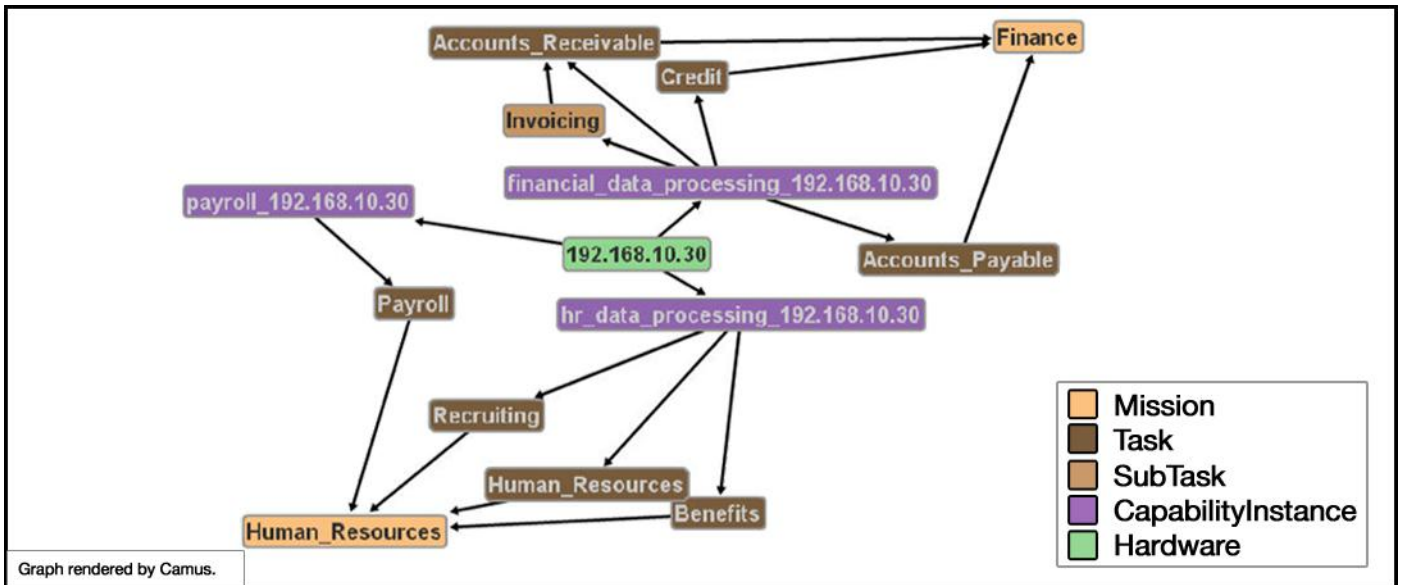 Accounts_Receivable
Finance
Credit
Invoicing
financial_data_processing_192.168.10.30
payroll_192.168.10.30
192.168.10.30
Accounts_Payable
Payroll
hr_data_processing_192.168.10.30
Recruiting
Human_Resources
Benefits
Human_Resources
Mission
Task
SubTask
CapabilityInstance
Hardware
Graph rendered by Camus.